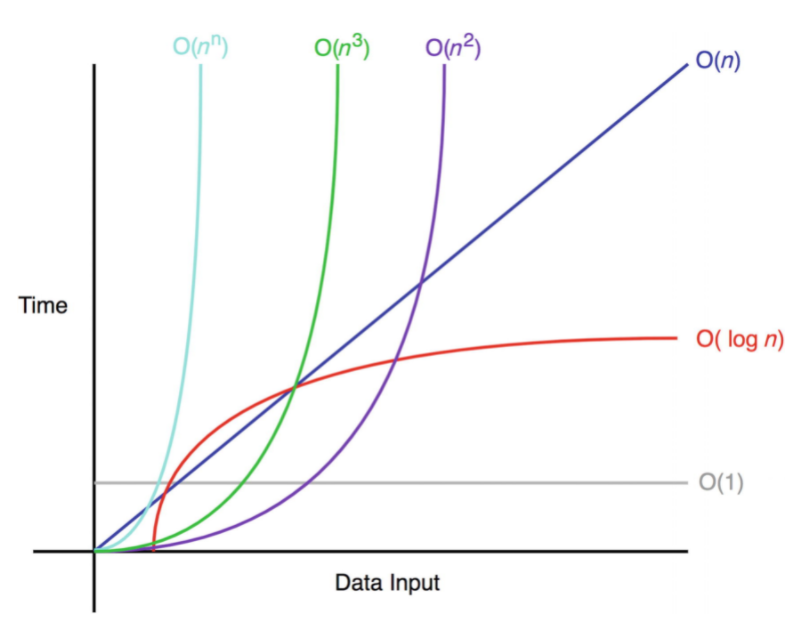 O(nⁿ)
O(n³)
O(n²)
O(n)
Time
O( log n)
O(1)
Data Input